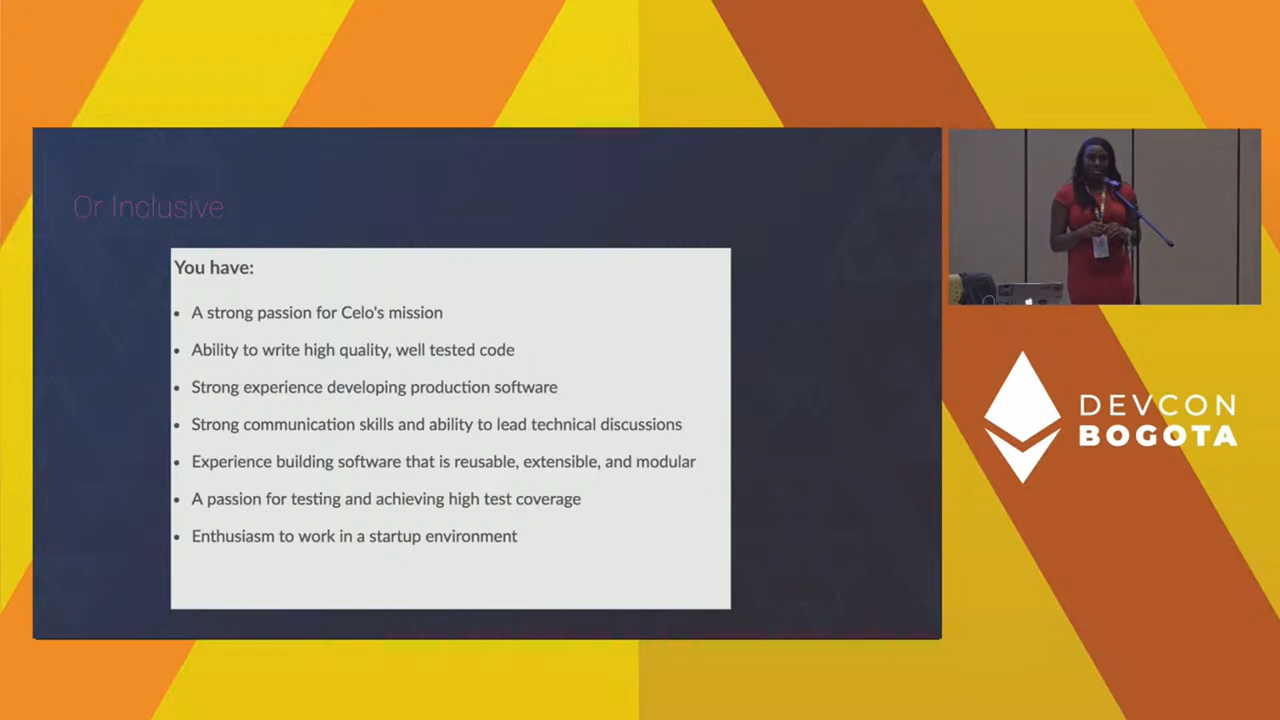 Or Inclusive
You have:
• A strong passion for Celo's mission
• Ability to write high quality, well tested code
• Strong experience developing production software
• Strong communication skills and ability to lead technical discussions
• Experience building software that is reusable, extensible, and modular
• A passion for testing and achieving high test coverage
• Enthusiasm to work in a startup environment
DEVCON
BOGOTA